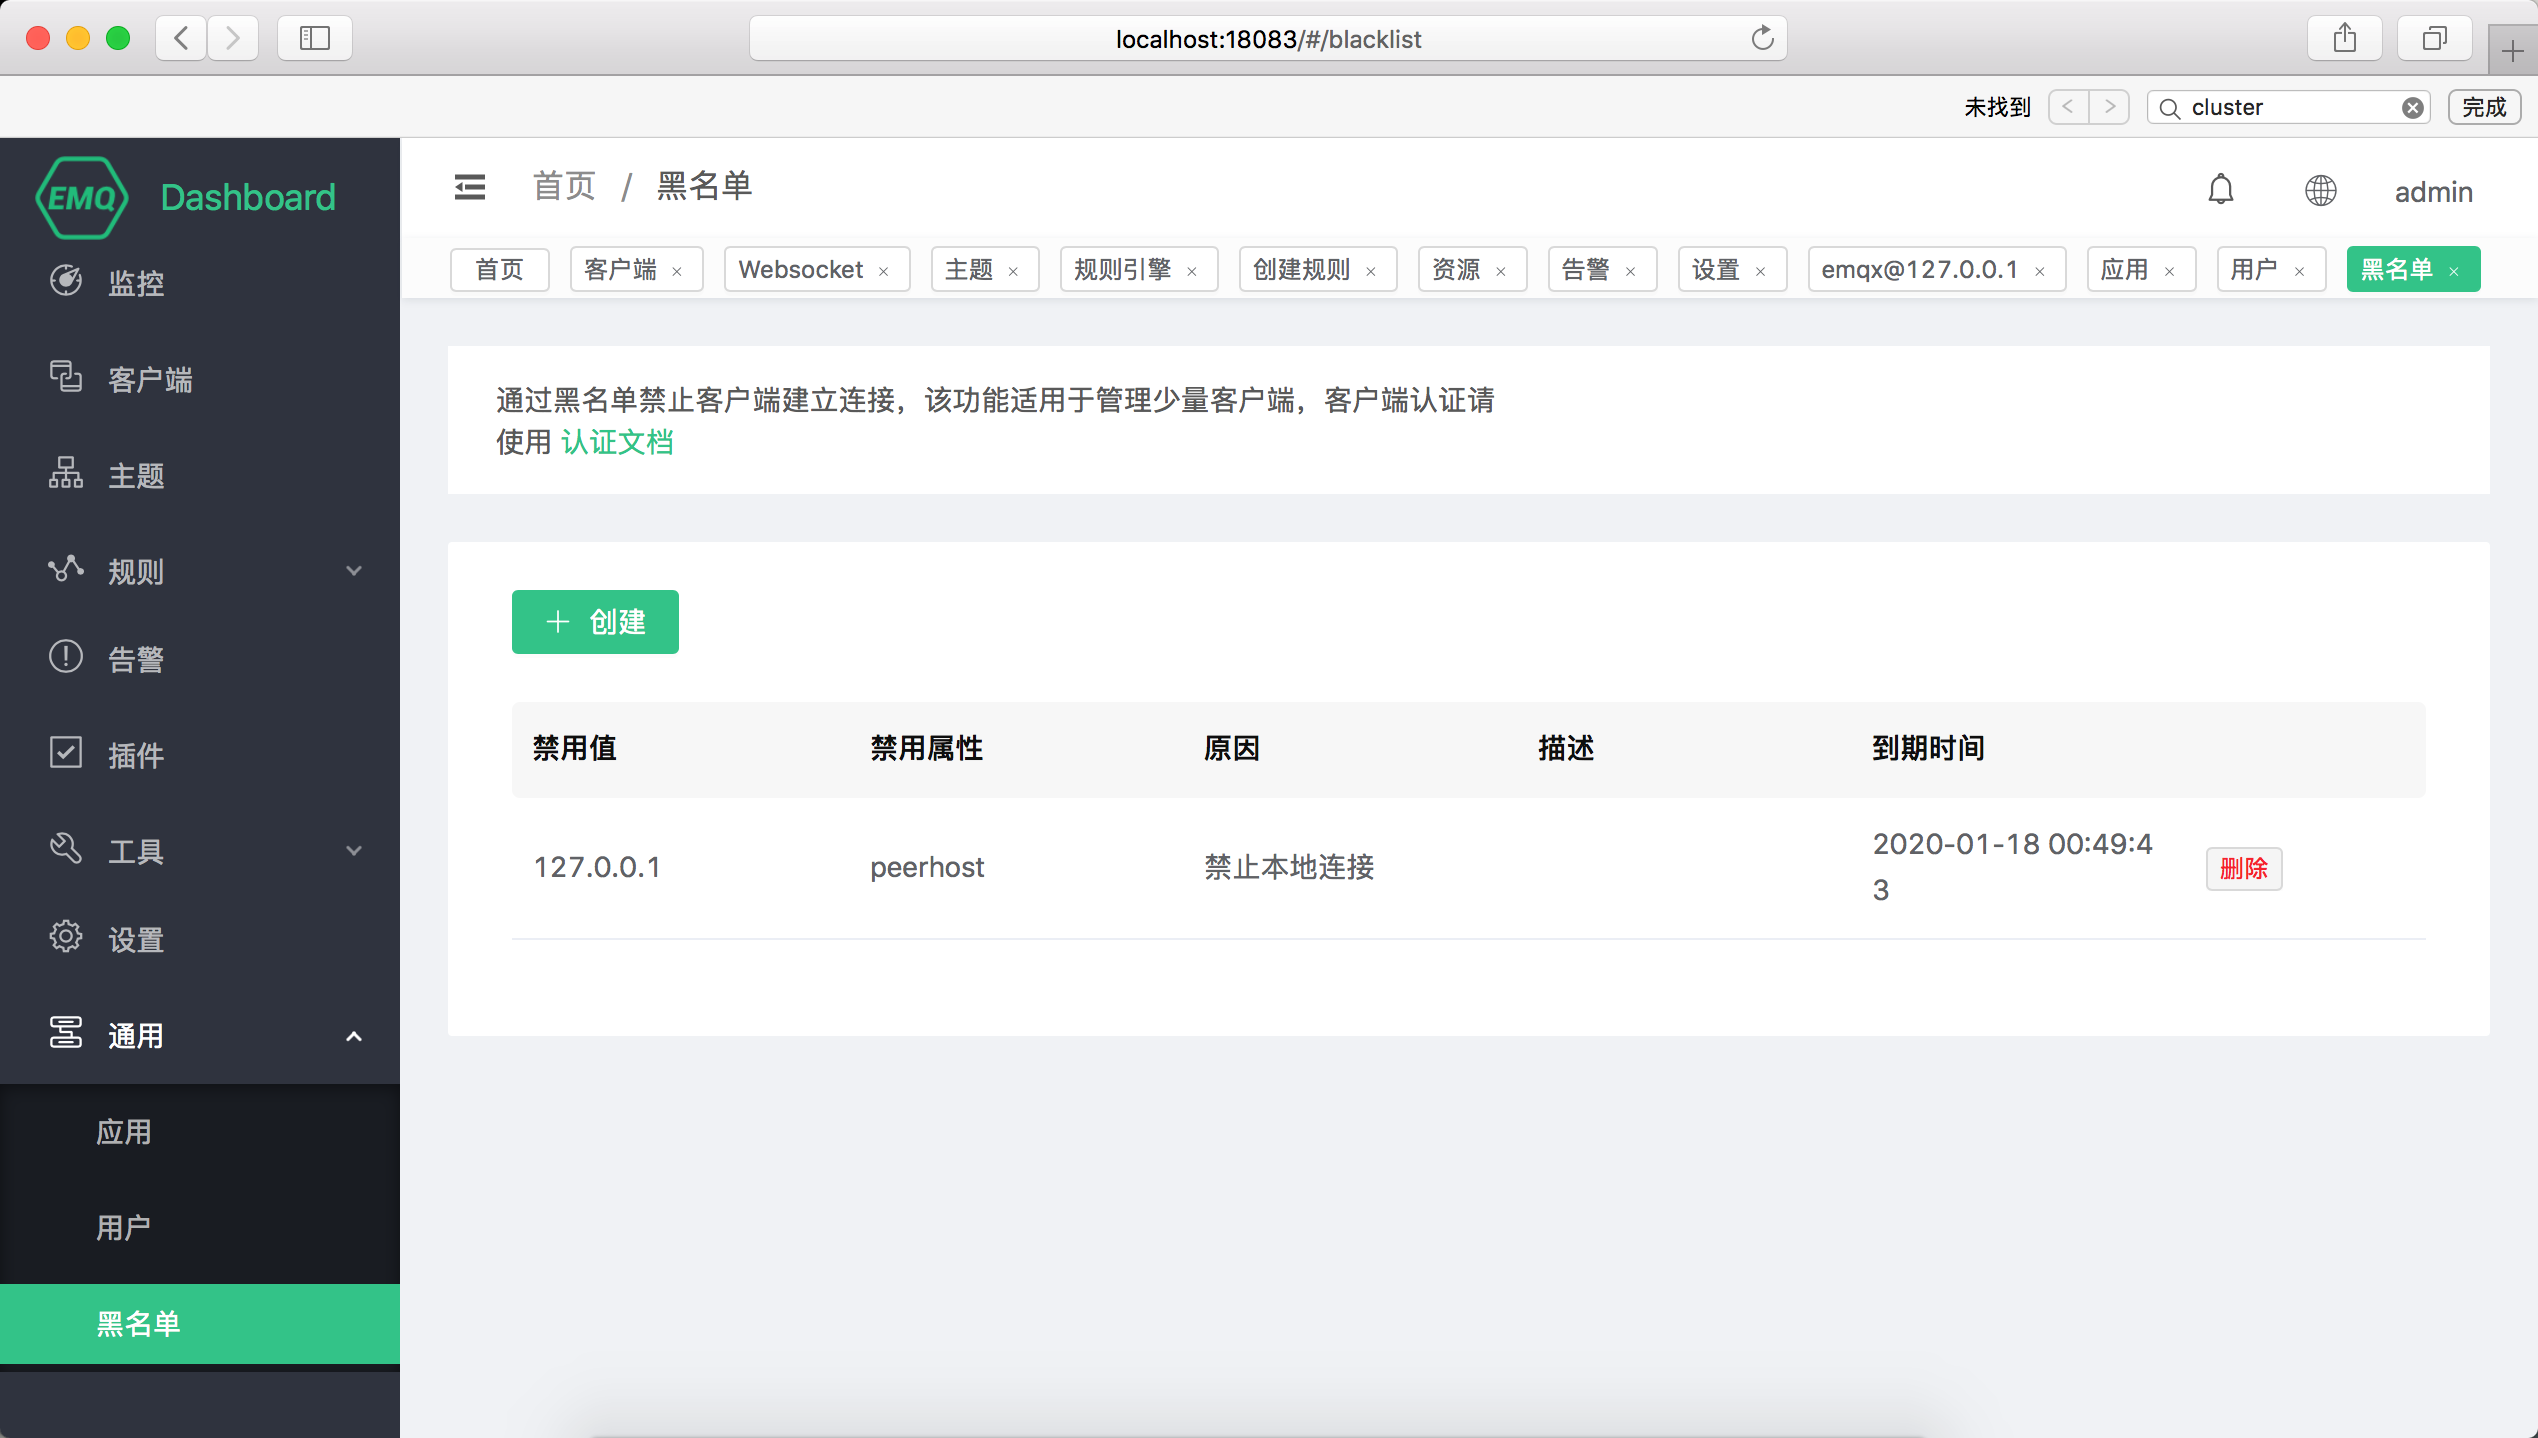 localhost:18083/#/blacklist
未找到 cluster 完成
EMQ Dashboard
监控
客户端
主题
规则
告警
插件
工具
设置
通用
应用
用户
黑名单
首页 / 黑名单
admin
首页 客户端 Websocket 主题 规则引擎 创建规则 资源 告警 设置 emqx@127.0.0.1 应用 用户 黑名单
通过黑名单禁止客户端建立连接，该功能适用于管理少量客户端，客户端认证请
使用 认证文档
创建
禁用值 禁用属性 原因 描述 到期时间
127.0.0.1 peerhost 禁止本地连接 2020-01-18 00:49:4
3
删除